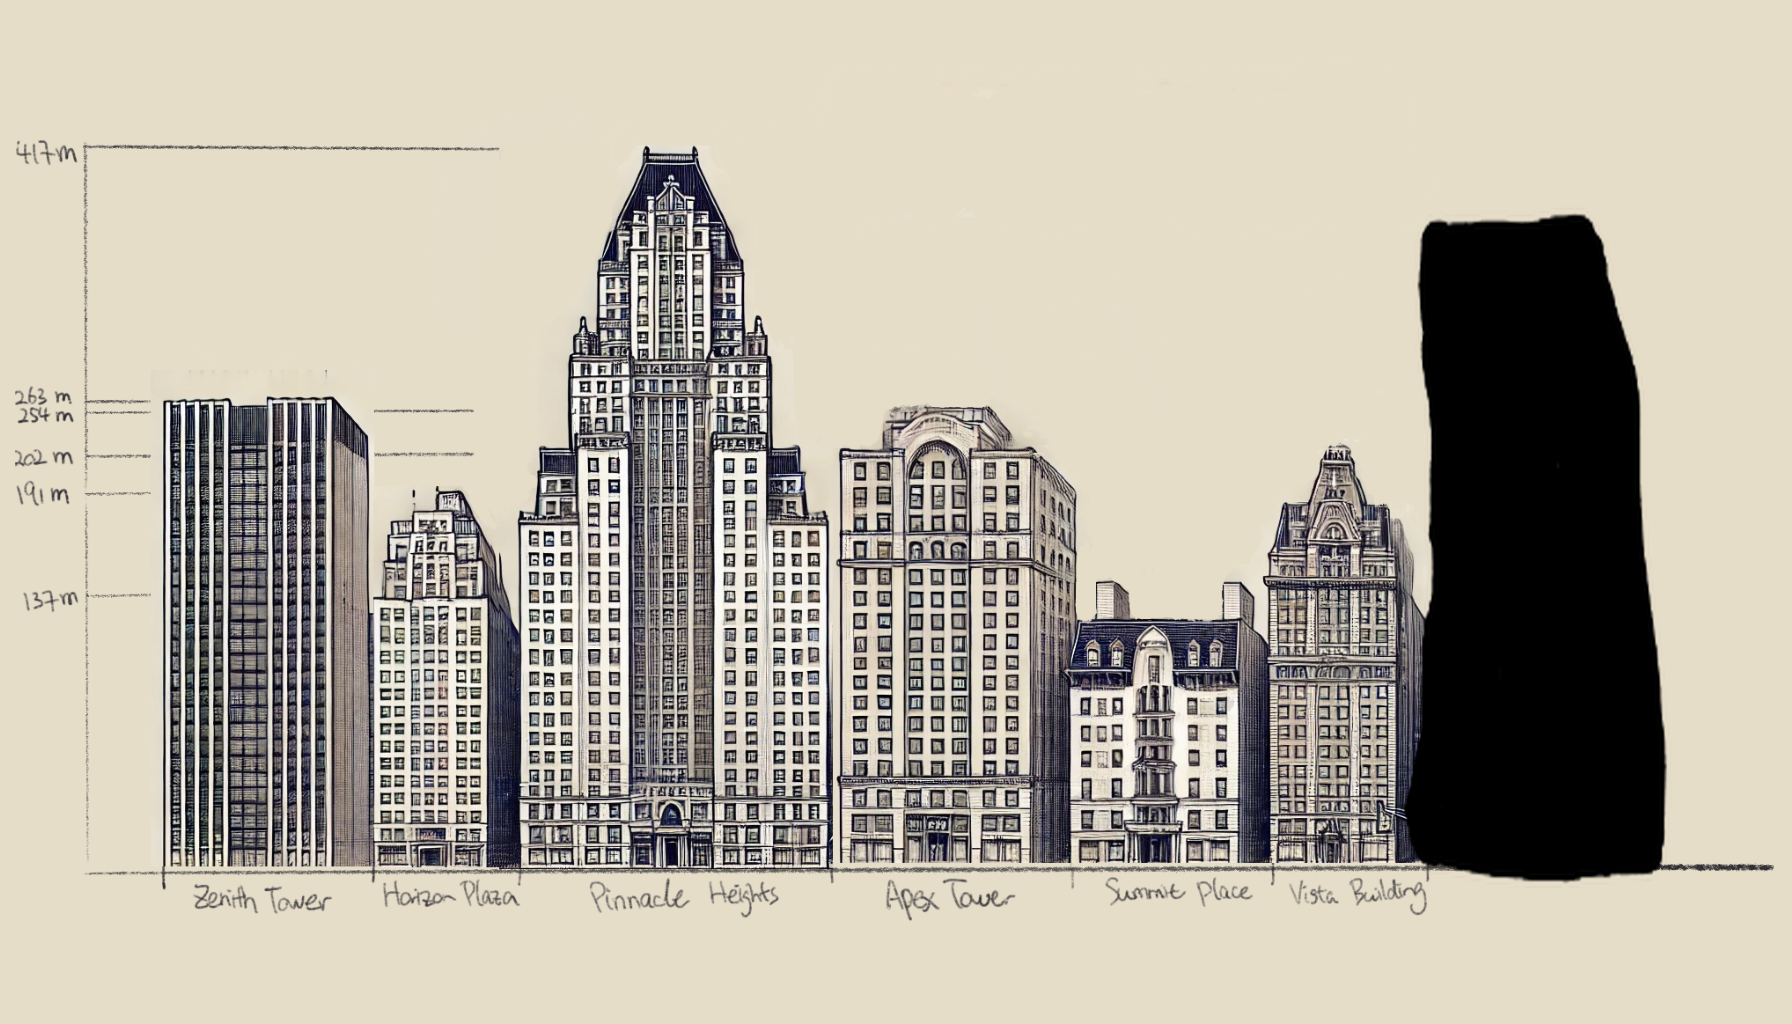 417m
263 m
254 m
202 m
191 m
137m
Zenith Tower
Horizon Plaza
Pinnacle Heights
Apex Tower
Summit Place
Vista Building